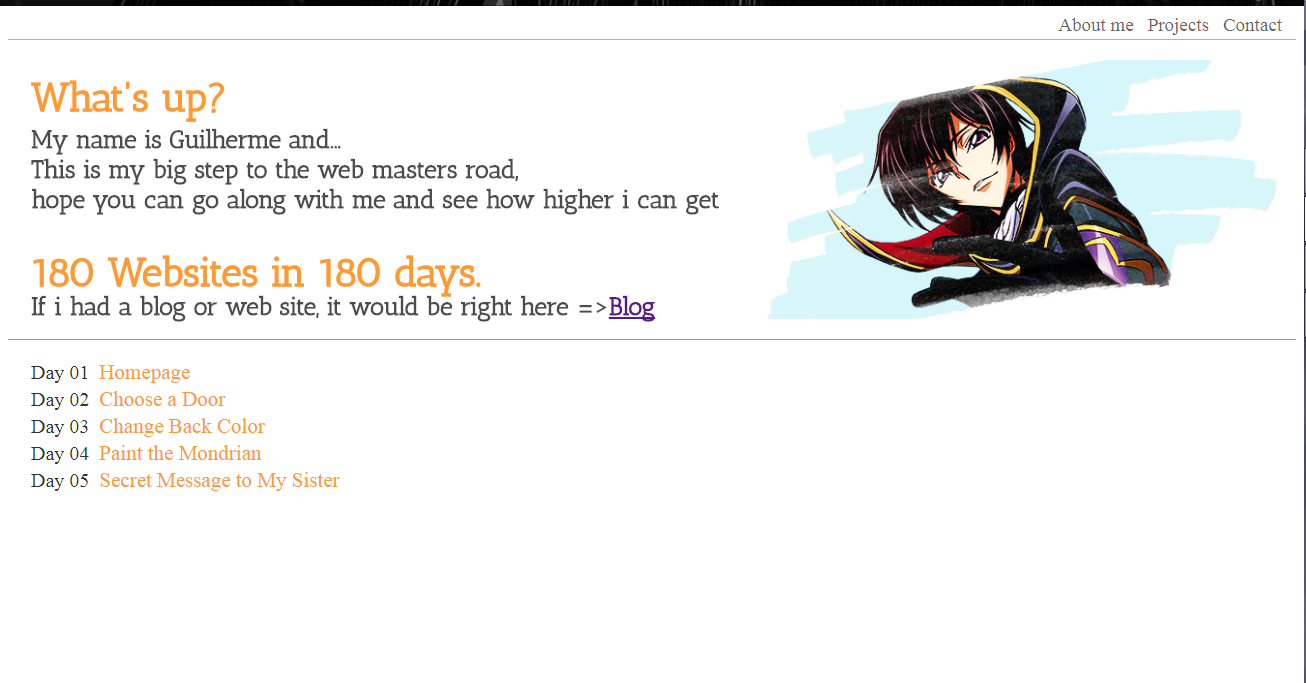 About me Projects Contact
What's up?
My name is Guilherme and...
This is my big step to the web masters road,
hope you can go along with me and see how higher i can get
180 Websites in 180 days.
If i had a blog or web site, it would be right here =>Blog
Day 01 Homepage
Day 02 Choose a Door
Day 03 Change Back Color
Day 04 Paint the Mondrian
Day 05 Secret Message to My Sister